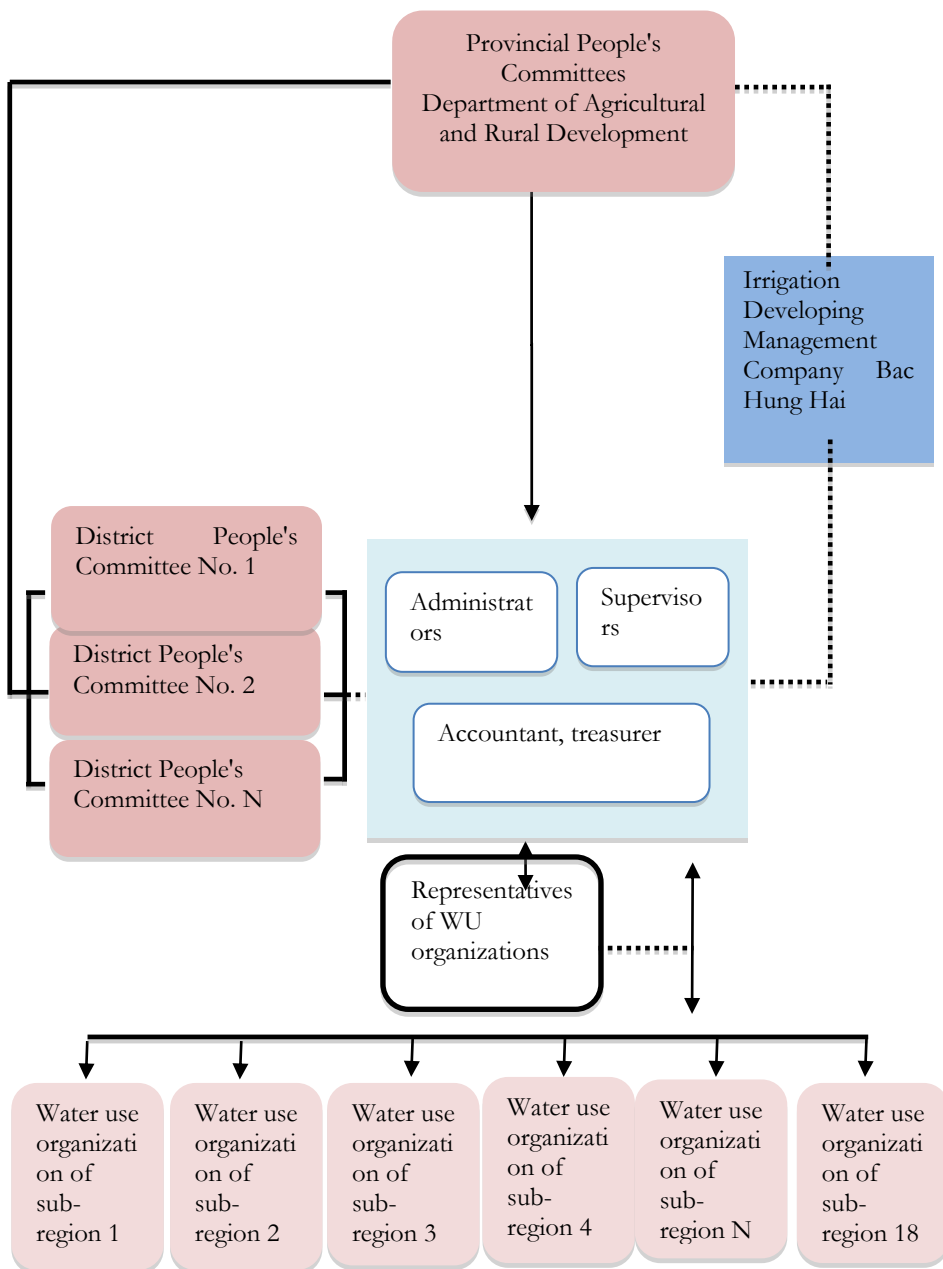 Provincial People's
Committees
Department of Agricultural
and Rural Development
Irrigation
Developing
Management
Company Bac
Hung Hai
District People's
Committee No. 1
District People's
Committee No. 2
District People's
Committee No. N
Administrat
ors
Superviso
rs
Accountant, treasurer
Representatives
of WU
organizations
Water use
organizati
on of
sub-
region 1
Water use
organizati
on of
sub-
region 2
Water use
organizati
on of
sub-
region 3
Water use
organizati
on of
sub-
region 4
Water use
organizati
on of
sub-
region N
Water use
organizati
on of
sub-
region 18